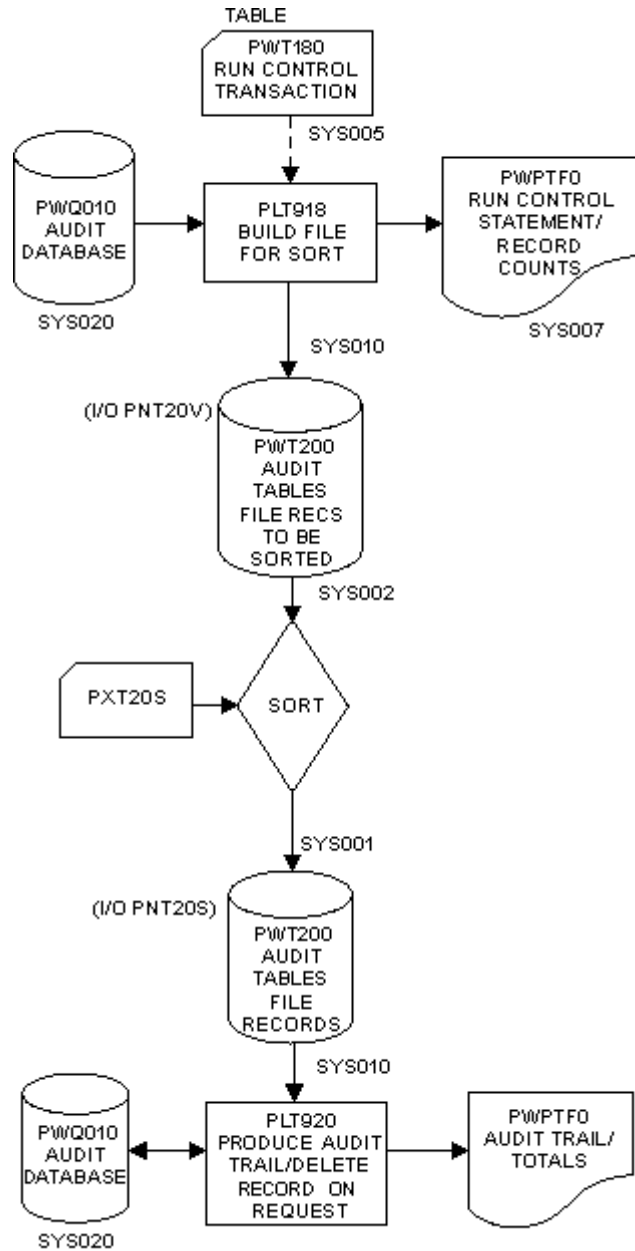 TABLE
PWT180
RUN CONTROL
TRANSACTION
SYS005
PWQ010
AUDIT
DATABASE
SYS020
PLT918
BUILD FILE
FOR SORT
PWPTF0
RUN CONTROL
STATEMENT/
RECORD
COUNTS
SYS007
SYS010
(I/O PNT20V)
PWT200
AUDIT
TABLES
FILE RECS
TO BE
SORTED
SYS002
PXT20S
SORT
SYS001
(I/O PNT20S)
PWT200
AUDIT
TABLES
FILE
RECORDS
SYS010
PWQ010
AUDIT
DATABASE
SYS020
PLT920
PRODUCE AUDIT
TRAIL/DELETE
RECORD ON
REQUEST
PWPTF0
AUDIT TRAIL/
TOTALS